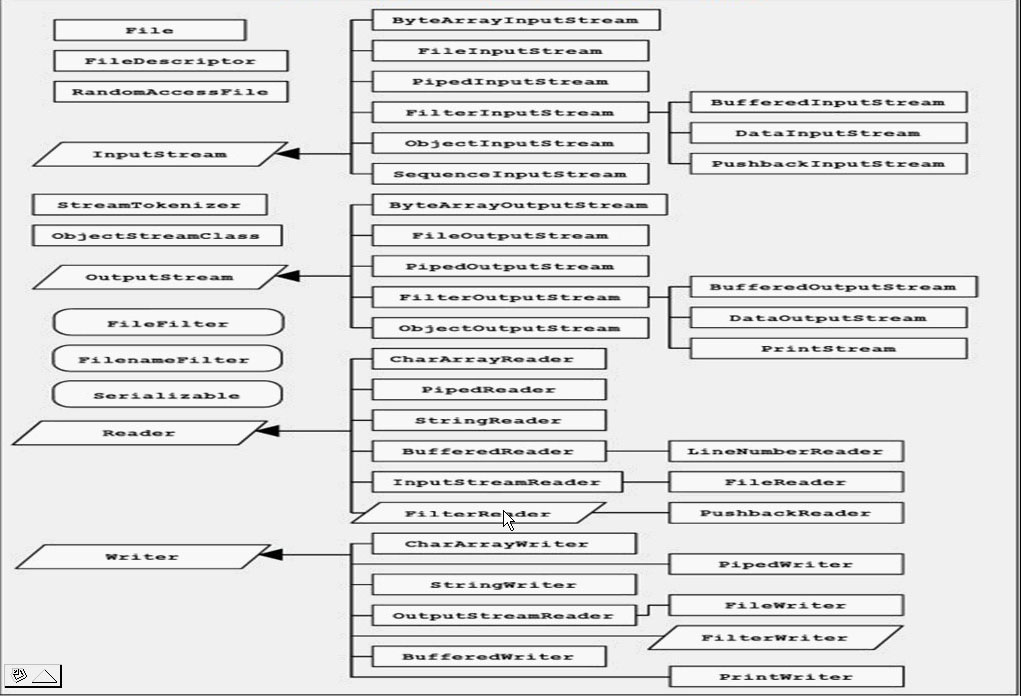 File
FileDescriptor
RandomAccessFile
InputStream
StreamTokenizer
ObjectStreamClass
OutputStream
FileFilter
FilenameFilter
Serializable
Reader
Writer
ByteArrayInputStream
FileInputStream
PipedInputStream
FilterInputStream
ObjectInputStream
SequenceInputStream
ByteArrayOutputStream
FileOutputStream
PipedOutputStream
FilterOutputStream
ObjectOutputStream
CharArrayReader
PipedReader
StringReader
BufferedReader
InputStreamReader
FilterReader
CharArrayWriter
StringWriter
OutputStreamReader
BufferedWriter
BufferedInputStream
DataInputStream
PushbackInputStream
BufferedOutputStream
DataOutputStream
PrintStream
LineNumberReader
FileReader
PushbackReader
PipedWriter
FileWriter
FilterWriter
PrintWriter